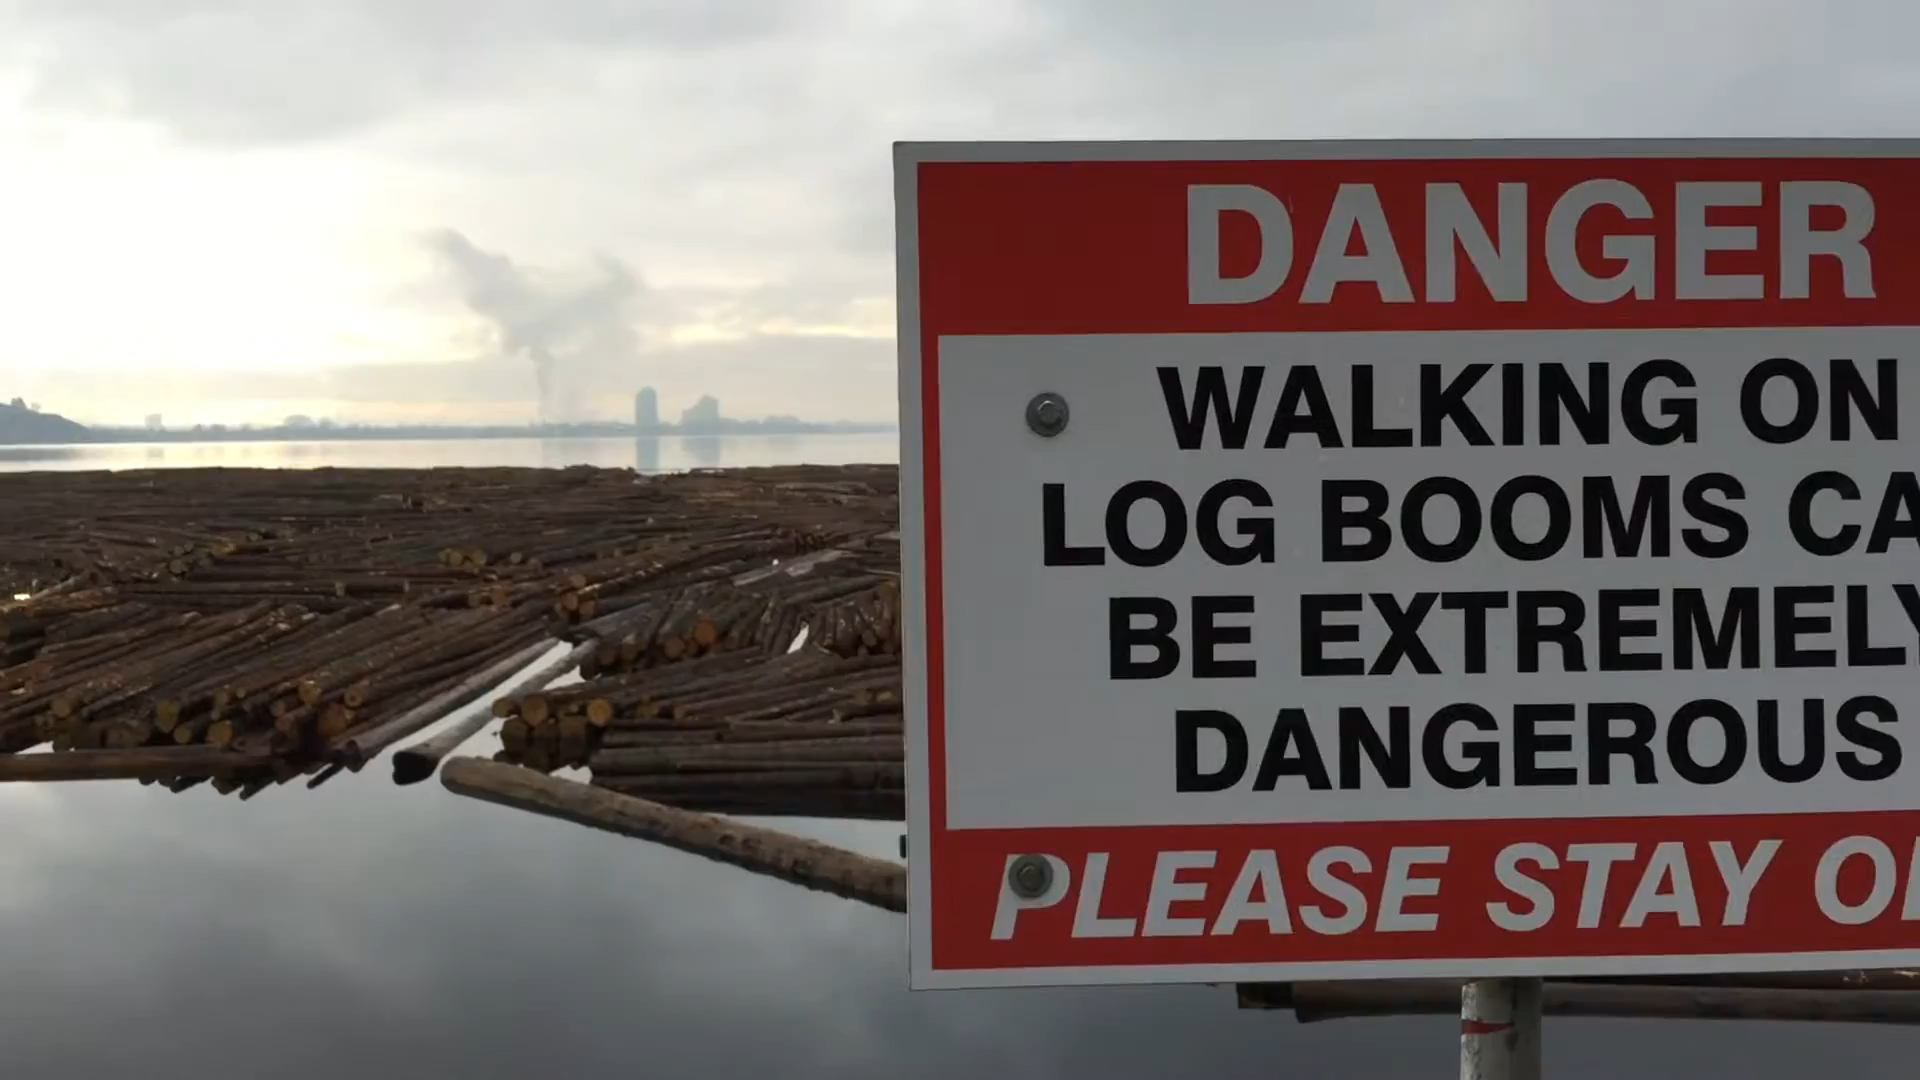 DANGER
WALKING ON
LOG BOOMS CA
BE EXTREMELY
DANGEROUS
PLEASE STAY